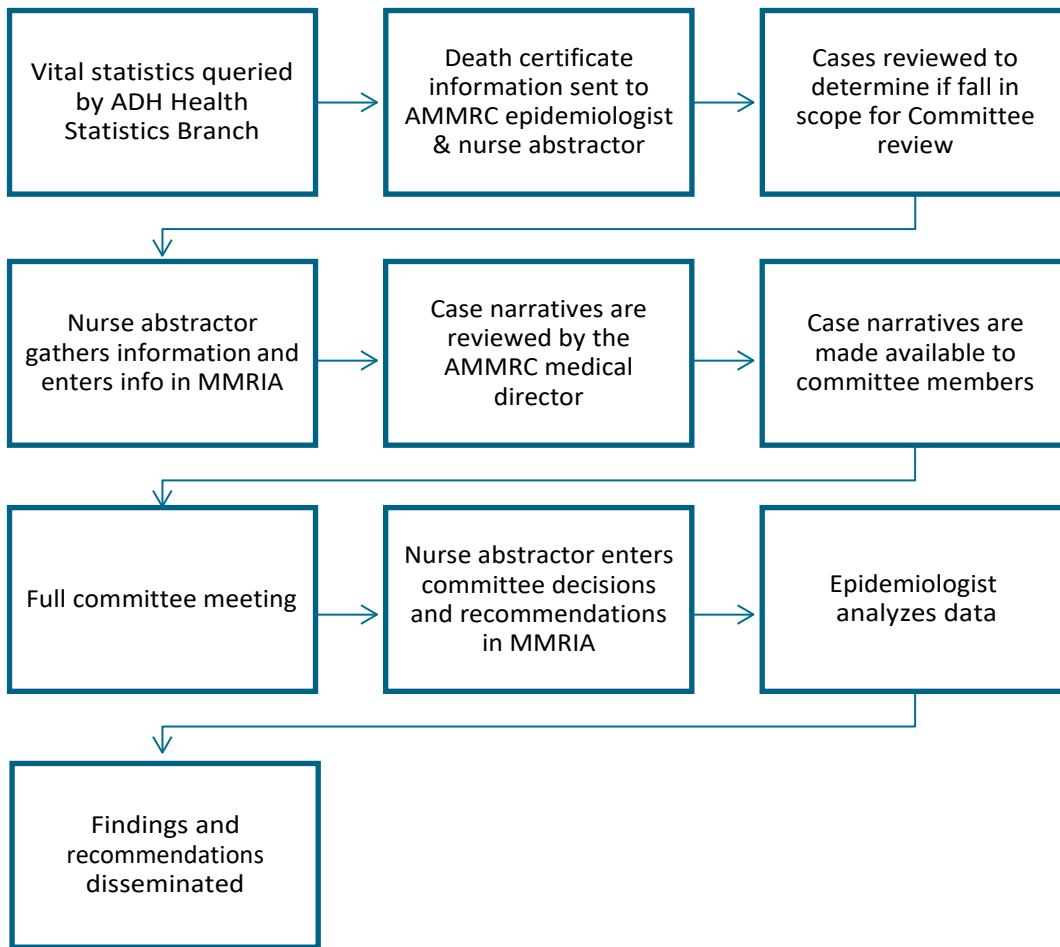 Vital statistics queried
by ADH Health
Statistics Branch
Death certificate
information sent to
AMMRC epidemiologist
& nurse abstractor
Cases reviewed to
determine if fall in
scope for Committee
review
Nurse abstractor
gathers information and
enters info in MMRIA
Case narratives are
reviewed by the
AMMRC medical
director
Case narratives are
made available to
committee members
Full committee meeting
Nurse abstractor enters
committee decisions
and recommendations
in MMRIA
Epidemiologist
analyzes data
Findings and
recommendations
disseminated